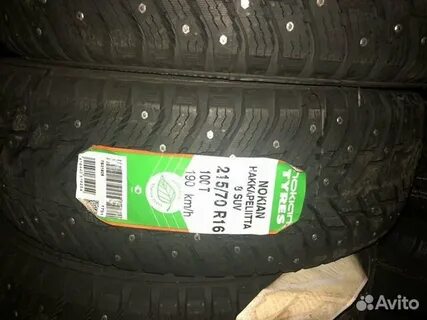 NOKIAN
HAKKAPELIITTA
8 SUV
215/70 R16
100 T
190 km/h
nokian
TYRES
Avito